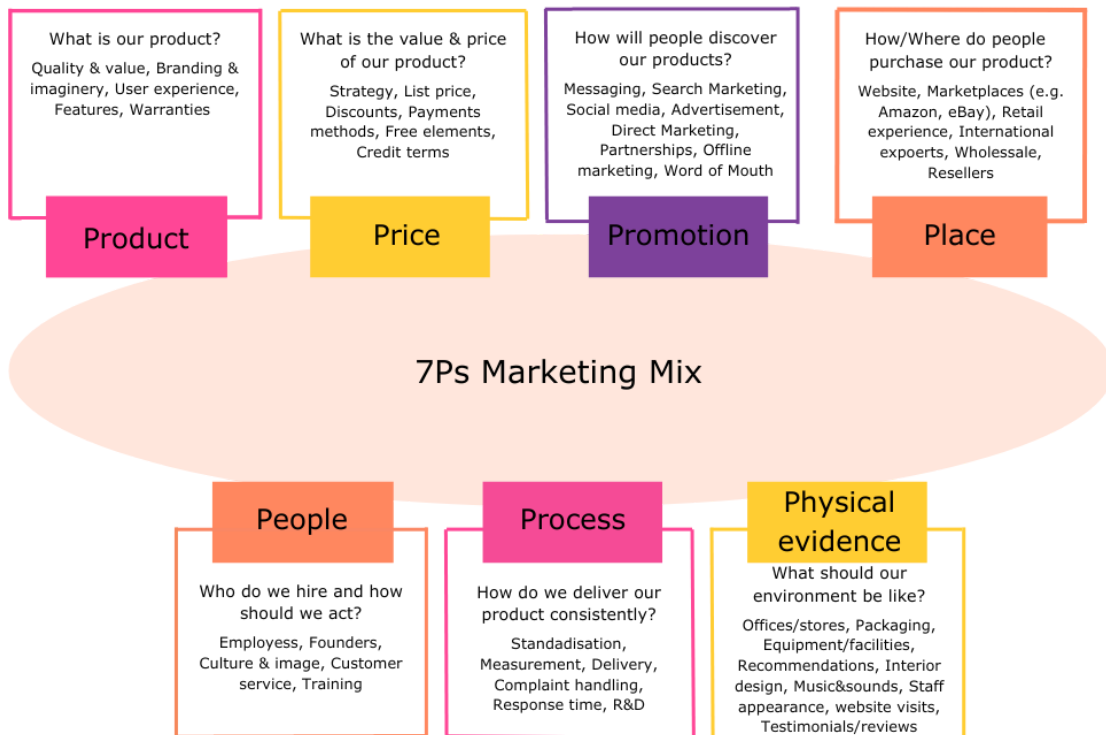 What is our product?
Quality & value, Branding &
imaginery, User experience,
Features, Warranties
Product
What is the value & price
of our product?
Strategy, List price,
Discounts, Payments
methods, Free elements,
Credit terms
Price
How will people discover
our products?
Messaging, Search Marketing,
Social media, Advertisement,
Direct Marketing,
Partnerships, Offline
marketing, Word of Mouth
Promotion
How/Where do people
purchase our product?
Website, Marketplaces (e.g.
Amazon, eBay), Retail
experience, International
expoerts, Wholessale,
Resellers
Place
7Ps Marketing Mix
People
Who do we hire and how
should we act?
Employess, Founders,
Culture & image, Customer
service, Training
Process
How do we deliver our
product consistently?
Standadisation,
Measurement, Delivery,
Complaint handling,
Response time, R&D
Physical
evidence
What should our
environment be like?
Offices/stores, Packaging,
Equipment/facilities,
Recommendations, Interior
design, Music&sounds, Staff
appearance, website visits,
Testimonials/reviews